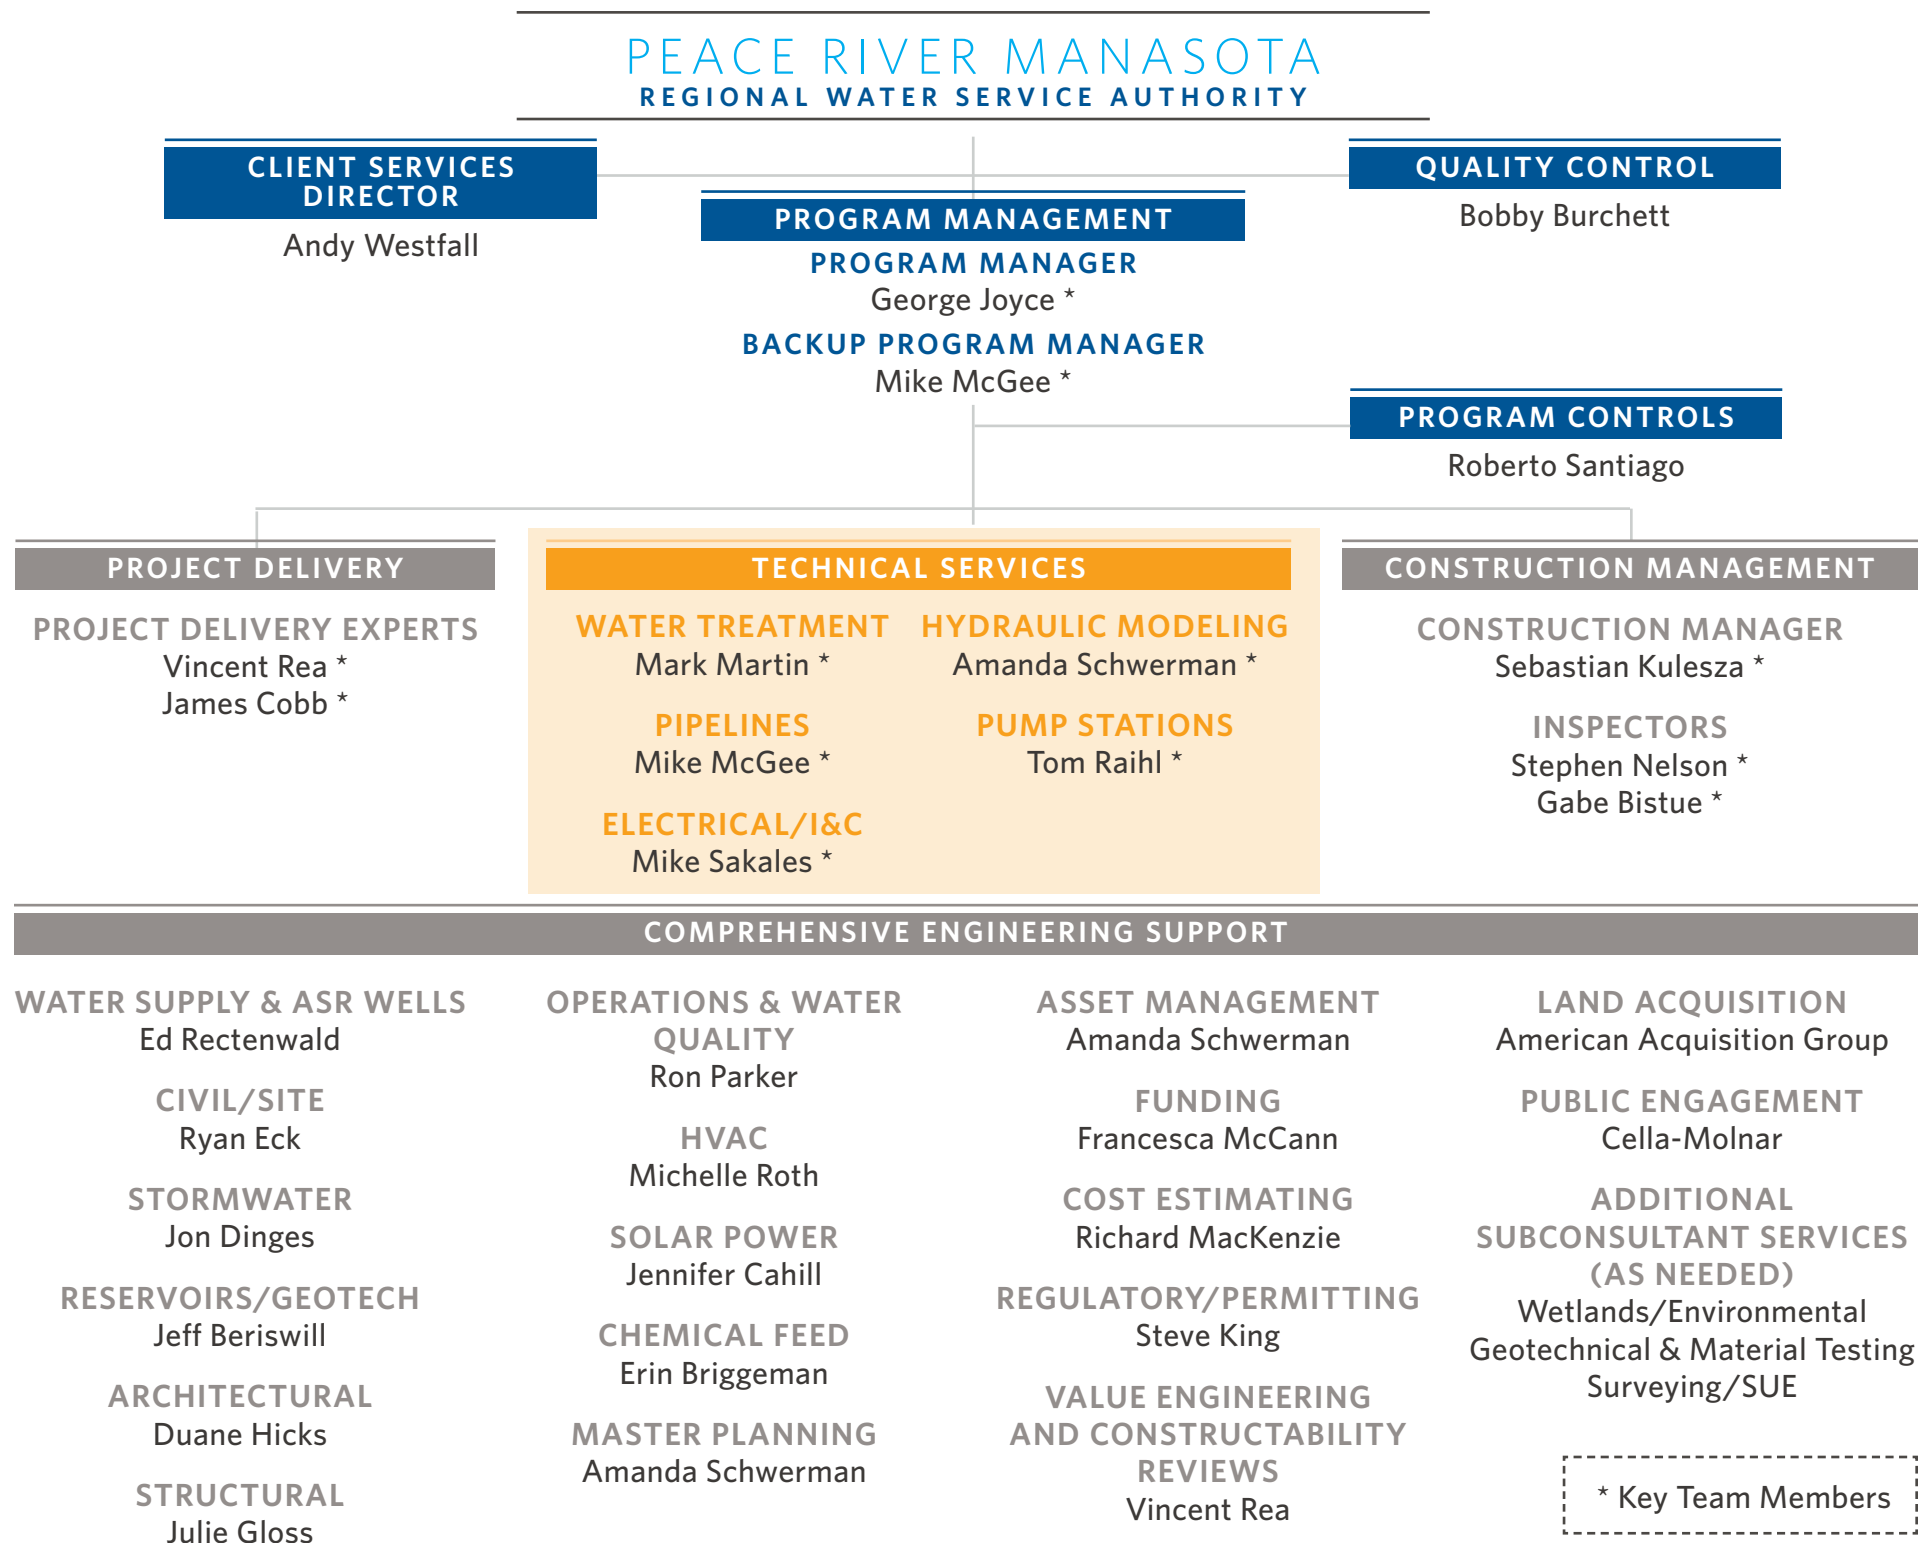 PEACE RIVER MANASOTA
REGIONAL WATER SERVICE AUTHORITY
CLIENT SERVICES
DIRECTOR
Andy Westfall
QUALITY CONTROL
Bobby Burchett
PROGRAM MANAGEMENT
PROGRAM MANAGER
George Joyce *
BACKUP PROGRAM MANAGER
Mike McGee *
PROGRAM CONTROLS
Roberto Santiago
PROJECT DELIVERY
PROJECT DELIVERY EXPERTS
Vincent Rea *
James Cobb *
TECHNICAL SERVICES
WATER TREATMENT
Mark Martin *
PIPELINES
Mike McGee *
ELECTRICAL/I&C
Mike Sakales *
HYDRAULIC MODELING
Amanda Schwerman *
PUMP STATIONS
Tom Raihl *
CONSTRUCTION MANAGEMENT
CONSTRUCTION MANAGER
Sebastian Kulesza *
INSPECTORS
Stephen Nelson *
Gabe Bistue *
COMPREHENSIVE ENGINEERING SUPPORT
WATER SUPPLY & ASR WELLS
Ed Rectenwald
CIVIL/SITE
Ryan Eck
STORMWATER
Jon Dinges
RESERVOIRS/GEOTECH
Jeff Beriswill
ARCHITECTURAL
Duane Hicks
STRUCTURAL
Julie Gloss
OPERATIONS & WATER
QUALITY
Ron Parker
HVAC
Michelle Roth
SOLAR POWER
Jennifer Cahill
CHEMICAL FEED
Erin Briggeman
MASTER PLANNING
Amanda Schwerman
ASSET MANAGEMENT
Amanda Schwerman
FUNDING
Francesca McCann
COST ESTIMATING
Richard MacKenzie
REGULATORY/PERMITTING
Steve King
VALUE ENGINEERING
AND CONSTRUCTABILITY
REVIEWS
Vincent Rea
LAND ACQUISITION
American Acquisition Group
PUBLIC ENGAGEMENT
Cella-Molnar
ADDITIONAL
SUBCONSULTANT SERVICES
(AS NEEDED)
Wetlands/Environmental
Geotechnical & Material Testing
Surveying/SUE
* Key Team Members